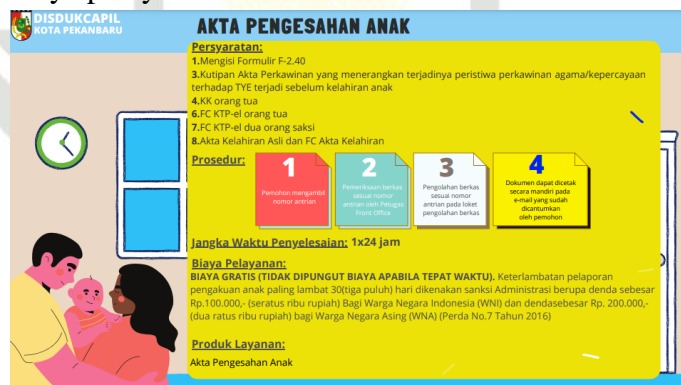 DISDUKCAPIL
KOTA PEKANBARU
AKTA PENGESAHAN ANAK
Persyaratan:
1.Mengisi Formulir F-2.40
3.Kutipan Akta Perkawinan yang menerangkan terjadinya peristiwa perkawinan agama/kepercayaan
terhadap TYE terjadi sebelum kelahiran anak
4.KK orang tua
6.FC KTP-el orang tua
7.FC KTP-el dua orang saksi
8.Akta Kelahiran Asli dan FC Akta Kelahiran
Prosedur:
1
Pemohon mengambil
nomor antrian
2
Pemeriksaan berkas
sesuai nomor
antrian oleh Petugas
Front Office
3
Pengolahan berkas
sesuai nomor
antrian pada loket
pengolahan berkas
4
Dokumen dapat dicetak
secara mandiri pada
e-mail yang sudah
dicantumkan
oleh pemohon
Jangka Waktu Penyelesaian: 1x24 jam
Biaya Pelayanan:
BIAYA GRATIS (TIDAK DIPUNGUT BIAYA APABILA TEPAT WAKTU). Keterlambatan pelaporan
pengakuan anak paling lambat 30(tiga puluh) hari dikenakan sanksi Administrasi berupa denda sebesar
Rp.100.000,- (seratus ribu rupiah) Bagi Warga Negara Indonesia (WNI) dan dendasebesar Rp. 200.000,-
(dua ratus ribu rupiah) bagi Warga Negara Asing (WNA) (Perda No.7 Tahun 2016)
Produk Layanan:
Akta Pengesahan Anak